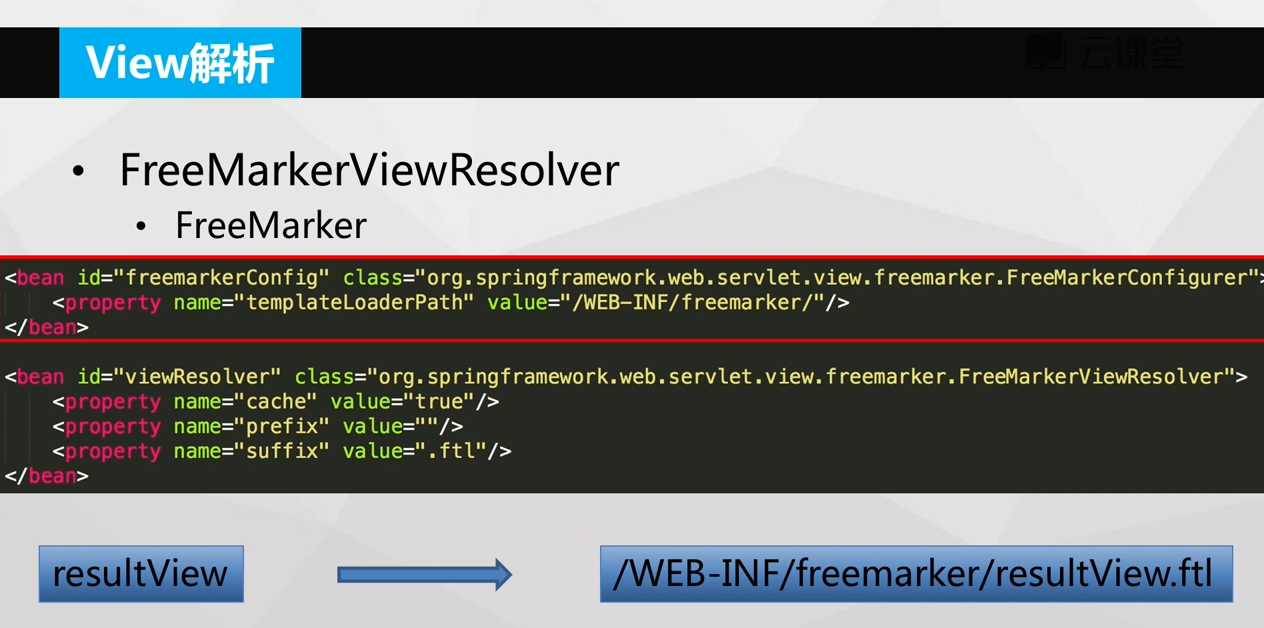 View解析
云课堂
• FreeMarkerViewResolver
• FreeMarker
<bean id="freemarkerConfig" class="org.springframework.web.servlet.view.freemarker.FreeMarkerConfigurer">
<property name="templateLoaderPath" value="/WEB-INF/freemarker/"/>
</bean>
<bean id="viewResolver" class="org.springframework.web.servlet.view.freemarker.FreeMarkerViewResolver">
<property name="cache" value="true"/>
<property name="prefix" value=""/>
<property name="suffix" value=".ftl"/>
</bean>
resultView
/WEB-INF/freemarker/resultView.ftl